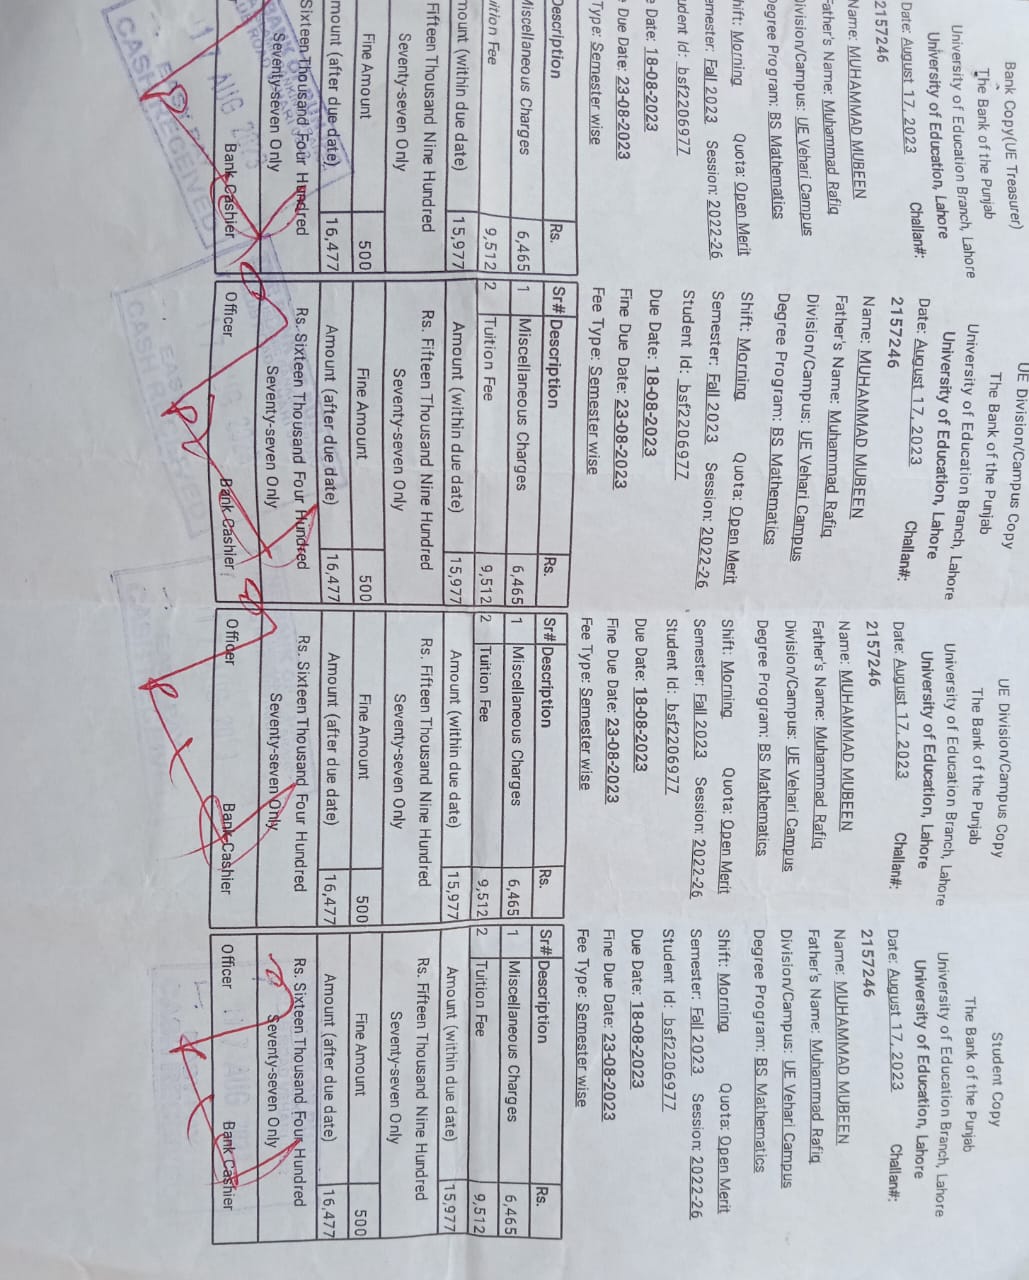 Bank Copy(UE Treasurer)
The Bank of the Punjab
University of Education Branch, Lahore
University of Education, Lahore
Date: August 17, 2023 Challan#:
2157246
Name: MUHAMMAD MUBEEN
Father's Name: Muhammad Rafiq
Division/Campus: UE Vehari Campus
Degree Program: BS Mathematics
Shift: Morning Quota: Open Merit
Semester: Fall 2023 Session: 2022-26
udent Id: bsf2206977
e Date: 18-08-2023
e Due Date: 23-08-2023
Type: Semester wise
Description Rs.
Miscellaneous Charges 6,465
uition Fee 9,512
mount (within due date) 15,977
Fifteen Thousand Nine Hundred
Seventy-seven Only
Fine Amount 500
mount (after due date) 16,477
Sixteen Thousand Four Hundred
Seventy-seven Only
Bank Cashier
17 AUG 2023
CASH RECEIVED
UE Division/Campus Copy
The Bank of the Punjab
University of Education Branch, Lahore
University of Education, Lahore
Date: August 17, 2023 Challan#:
2157246
Name: MUHAMMAD MUBEEN
Father's Name: Muhammad Rafiq
Division/Campus: UE Vehari Campus
Degree Program: BS Mathematics
Shift: Morning Quota: Open Merit
Semester: Fall 2023 Session: 2022-26
Student Id: bsf2206977
Due Date: 18-08-2023
Fine Due Date: 23-08-2023
Fee Type: Semester wise
Sr# Description Rs.
1 Miscellaneous Charges 6,465
2 Tuition Fee 9,512
Amount (within due date) 15,977
Rs. Fifteen Thousand Nine Hundred
Seventy-seven Only
Fine Amount 500
Amount (after due date) 16,477
Rs. Sixteen Thousand Four Hundred
Seventy-seven Only
Officer Bank Cashier
UE Division/Campus Copy
The Bank of the Punjab
University of Education Branch, Lahore
University of Education, Lahore
Date: August 17, 2023 Challan#:
2157246
Name: MUHAMMAD MUBEEN
Father's Name: Muhammad Rafiq
Division/Campus: UE Vehari Campus
Degree Program: BS Mathematics
Shift: Morning Quota: Open Merit
Semester: Fall 2023 Session: 2022-26
Student Id: bsf2206977
Due Date: 18-08-2023
Fine Due Date: 23-08-2023
Fee Type: Semester wise
Sr# Description Rs.
1 Miscellaneous Charges 6,465
2 Tuition Fee 9,512
Amount (within due date) 15,977
Rs. Fifteen Thousand Nine Hundred
Seventy-seven Only
Fine Amount 500
Amount (after due date) 16,477
Rs. Sixteen Thousand Four Hundred
Seventy-seven Only
Officer Bank Cashier
Student Copy
The Bank of the Punjab
University of Education Branch, Lahore
University of Education, Lahore
Date: August 17, 2023 Challan#:
2157246
Name: MUHAMMAD MUBEEN
Father's Name: Muhammad Rafiq
Division/Campus: UE Vehari Campus
Degree Program: BS Mathematics
Shift: Morning Quota: Open Merit
Semester: Fall 2023 Session: 2022-26
Student Id: bsf2206977
Due Date: 18-08-2023
Fine Due Date: 23-08-2023
Fee Type: Semester wise
Sr# Description Rs.
1 Miscellaneous Charges 6,465
2 Tuition Fee 9,512
Amount (within due date) 15,977
Rs. Fifteen Thousand Nine Hundred
Seventy-seven Only
Fine Amount 500
Amount (after due date) 16,477
Rs. Sixteen Thousand Four Hundred
Seventy-seven Only
Officer Bank Cashier